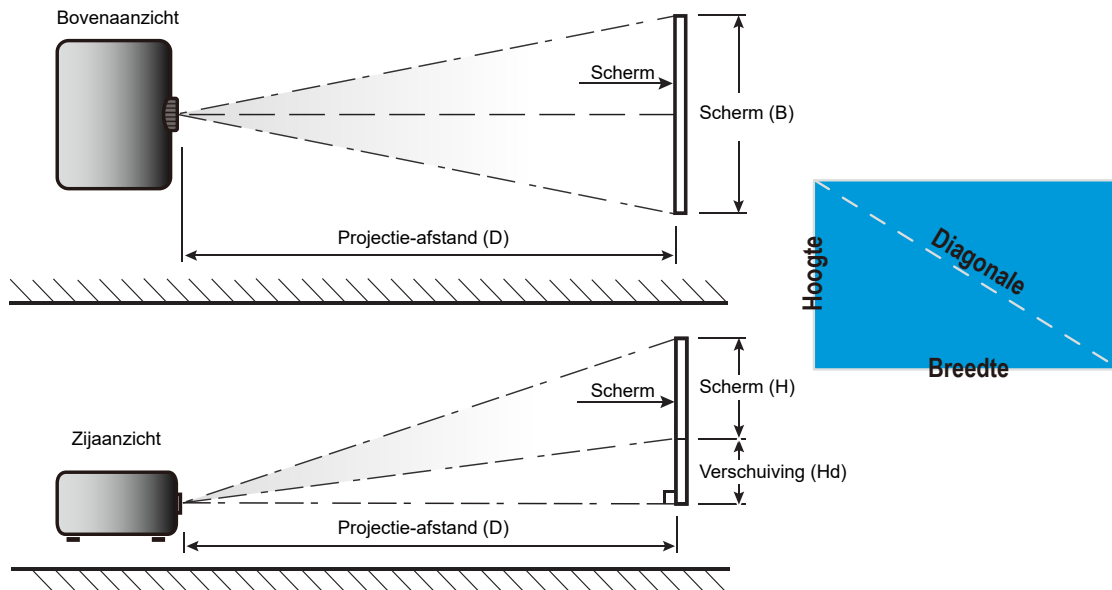 Bovenaanzicht
Scherm
Scherm (B)
Projectie-afstand (D)
Hoogte
Diagonale
Breedte
Zijaanzicht
Scherm
Scherm (H)
Verschuiving (Hd)
Projectie-afstand (D)